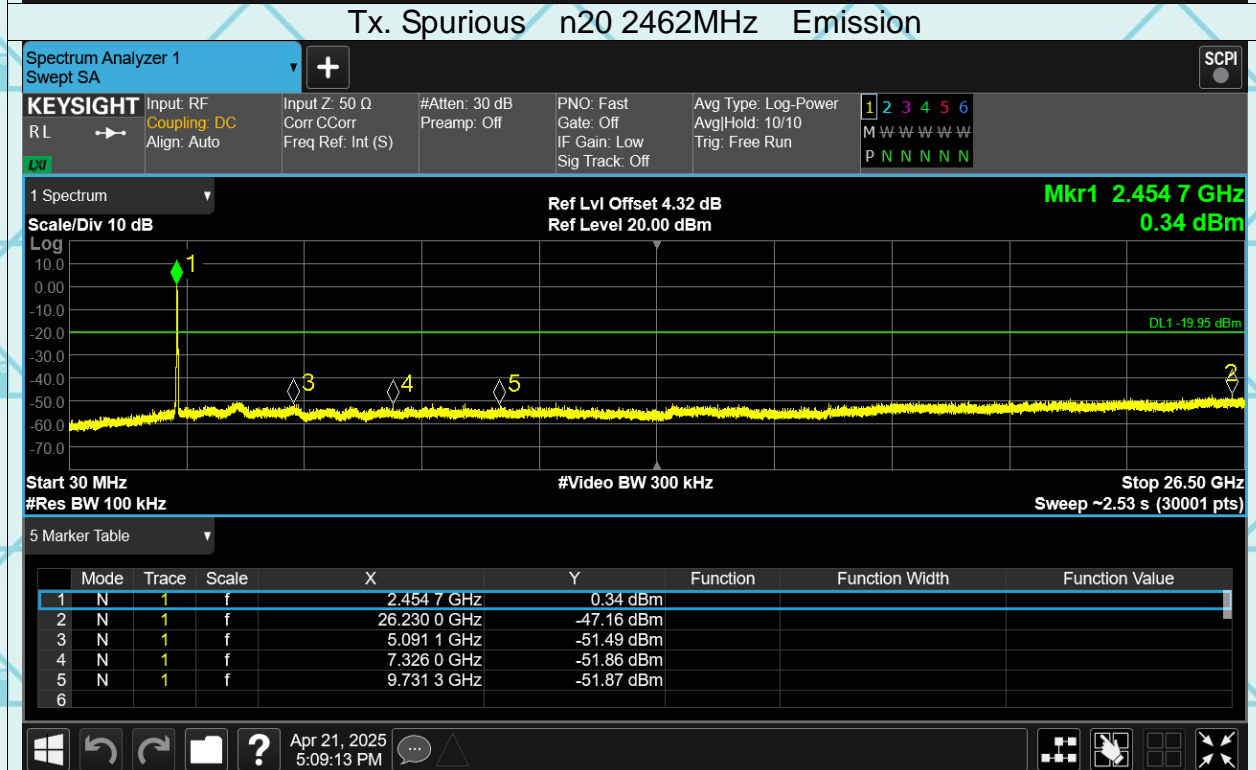 Tx. Spurious n20 2462MHz Emission
Spectrum Analyzer 1
Swept SA
+
SCPI
KEYSIGHT
R L
LXI
Input: RF
Coupling: DC
Align: Auto
Input Z: 50 Ω
Corr CCorr
Freq Ref: Int (S)
#Atten: 30 dB
Preamp: Off
PNO: Fast
Gate: Off
IF Gain: Low
Sig Track: Off
Avg Type: Log-Power
Avg|Hold: 10/10
Trig: Free Run
1 2 3 4 5 6
M W W W W W
P N N N N N
1 Spectrum
Scale/Div 10 dB
Ref Lvl Offset 4.32 dB
Ref Level 20.00 dBm
Mkr1 2.454 7 GHz
0.34 dBm
Log
10.0
0.00
-10.0
-20.0
-30.0
-40.0
-50.0
-60.0
-70.0
1
DL1 -19.95 dBm
3
4
5
2
Start 30 MHz
#Video BW 300 kHz
Stop 26.50 GHz
#Res BW 100 kHz
Sweep ~2.53 s (30001 pts)
5 Marker Table
Mode Trace Scale X Y Function Function Width Function Value
1 N 1 f 2.454 7 GHz 0.34 dBm
2 N 1 f 26.230 0 GHz -47.16 dBm
3 N 1 f 5.091 1 GHz -51.49 dBm
4 N 1 f 7.326 0 GHz -51.86 dBm
5 N 1 f 9.731 3 GHz -51.87 dBm
6
?
Apr 21, 2025
5:09:13 PM